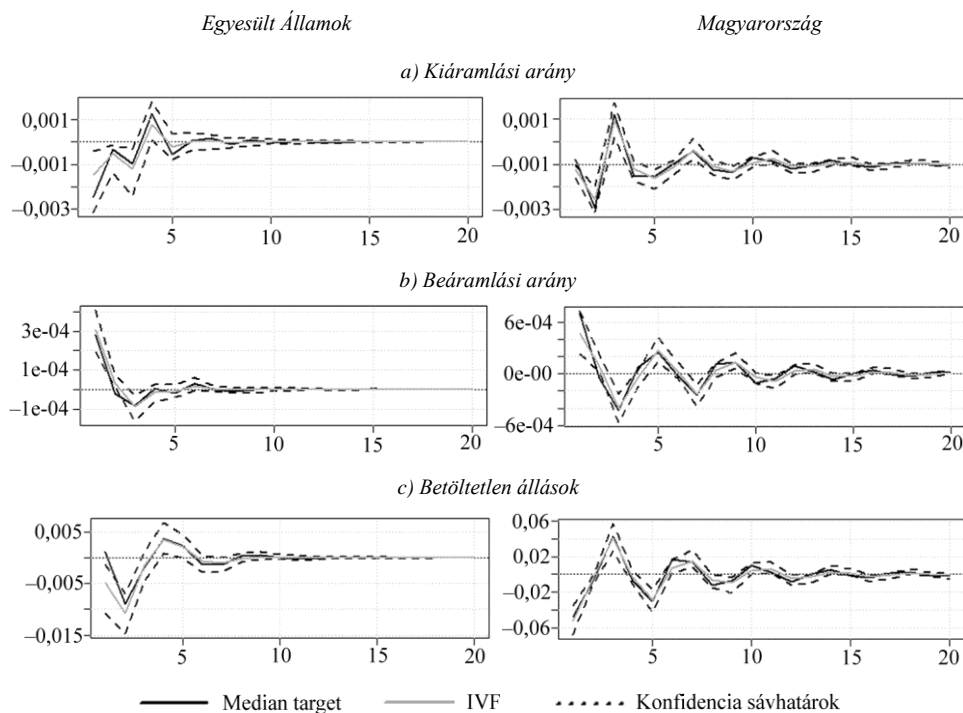 Egyesült Államok
Magyarország
a) Kiáramlási arány
0,001
–0,001
–0,003
5
10
15
20
0,001
–0,001
–0,003
5
10
15
20
b) Beáramlási arány
3e-04
1e-04
–1e-04
5
10
15
20
6e-04
0e-00
–6e-04
5
10
15
20
c) Betöltetlen állások
0,005
–0,005
–0,015
5
10
15
20
0,06
0,02
–0,02
–0,06
5
10
15
20
Median target
IVF
Konfidencia sávhatárok